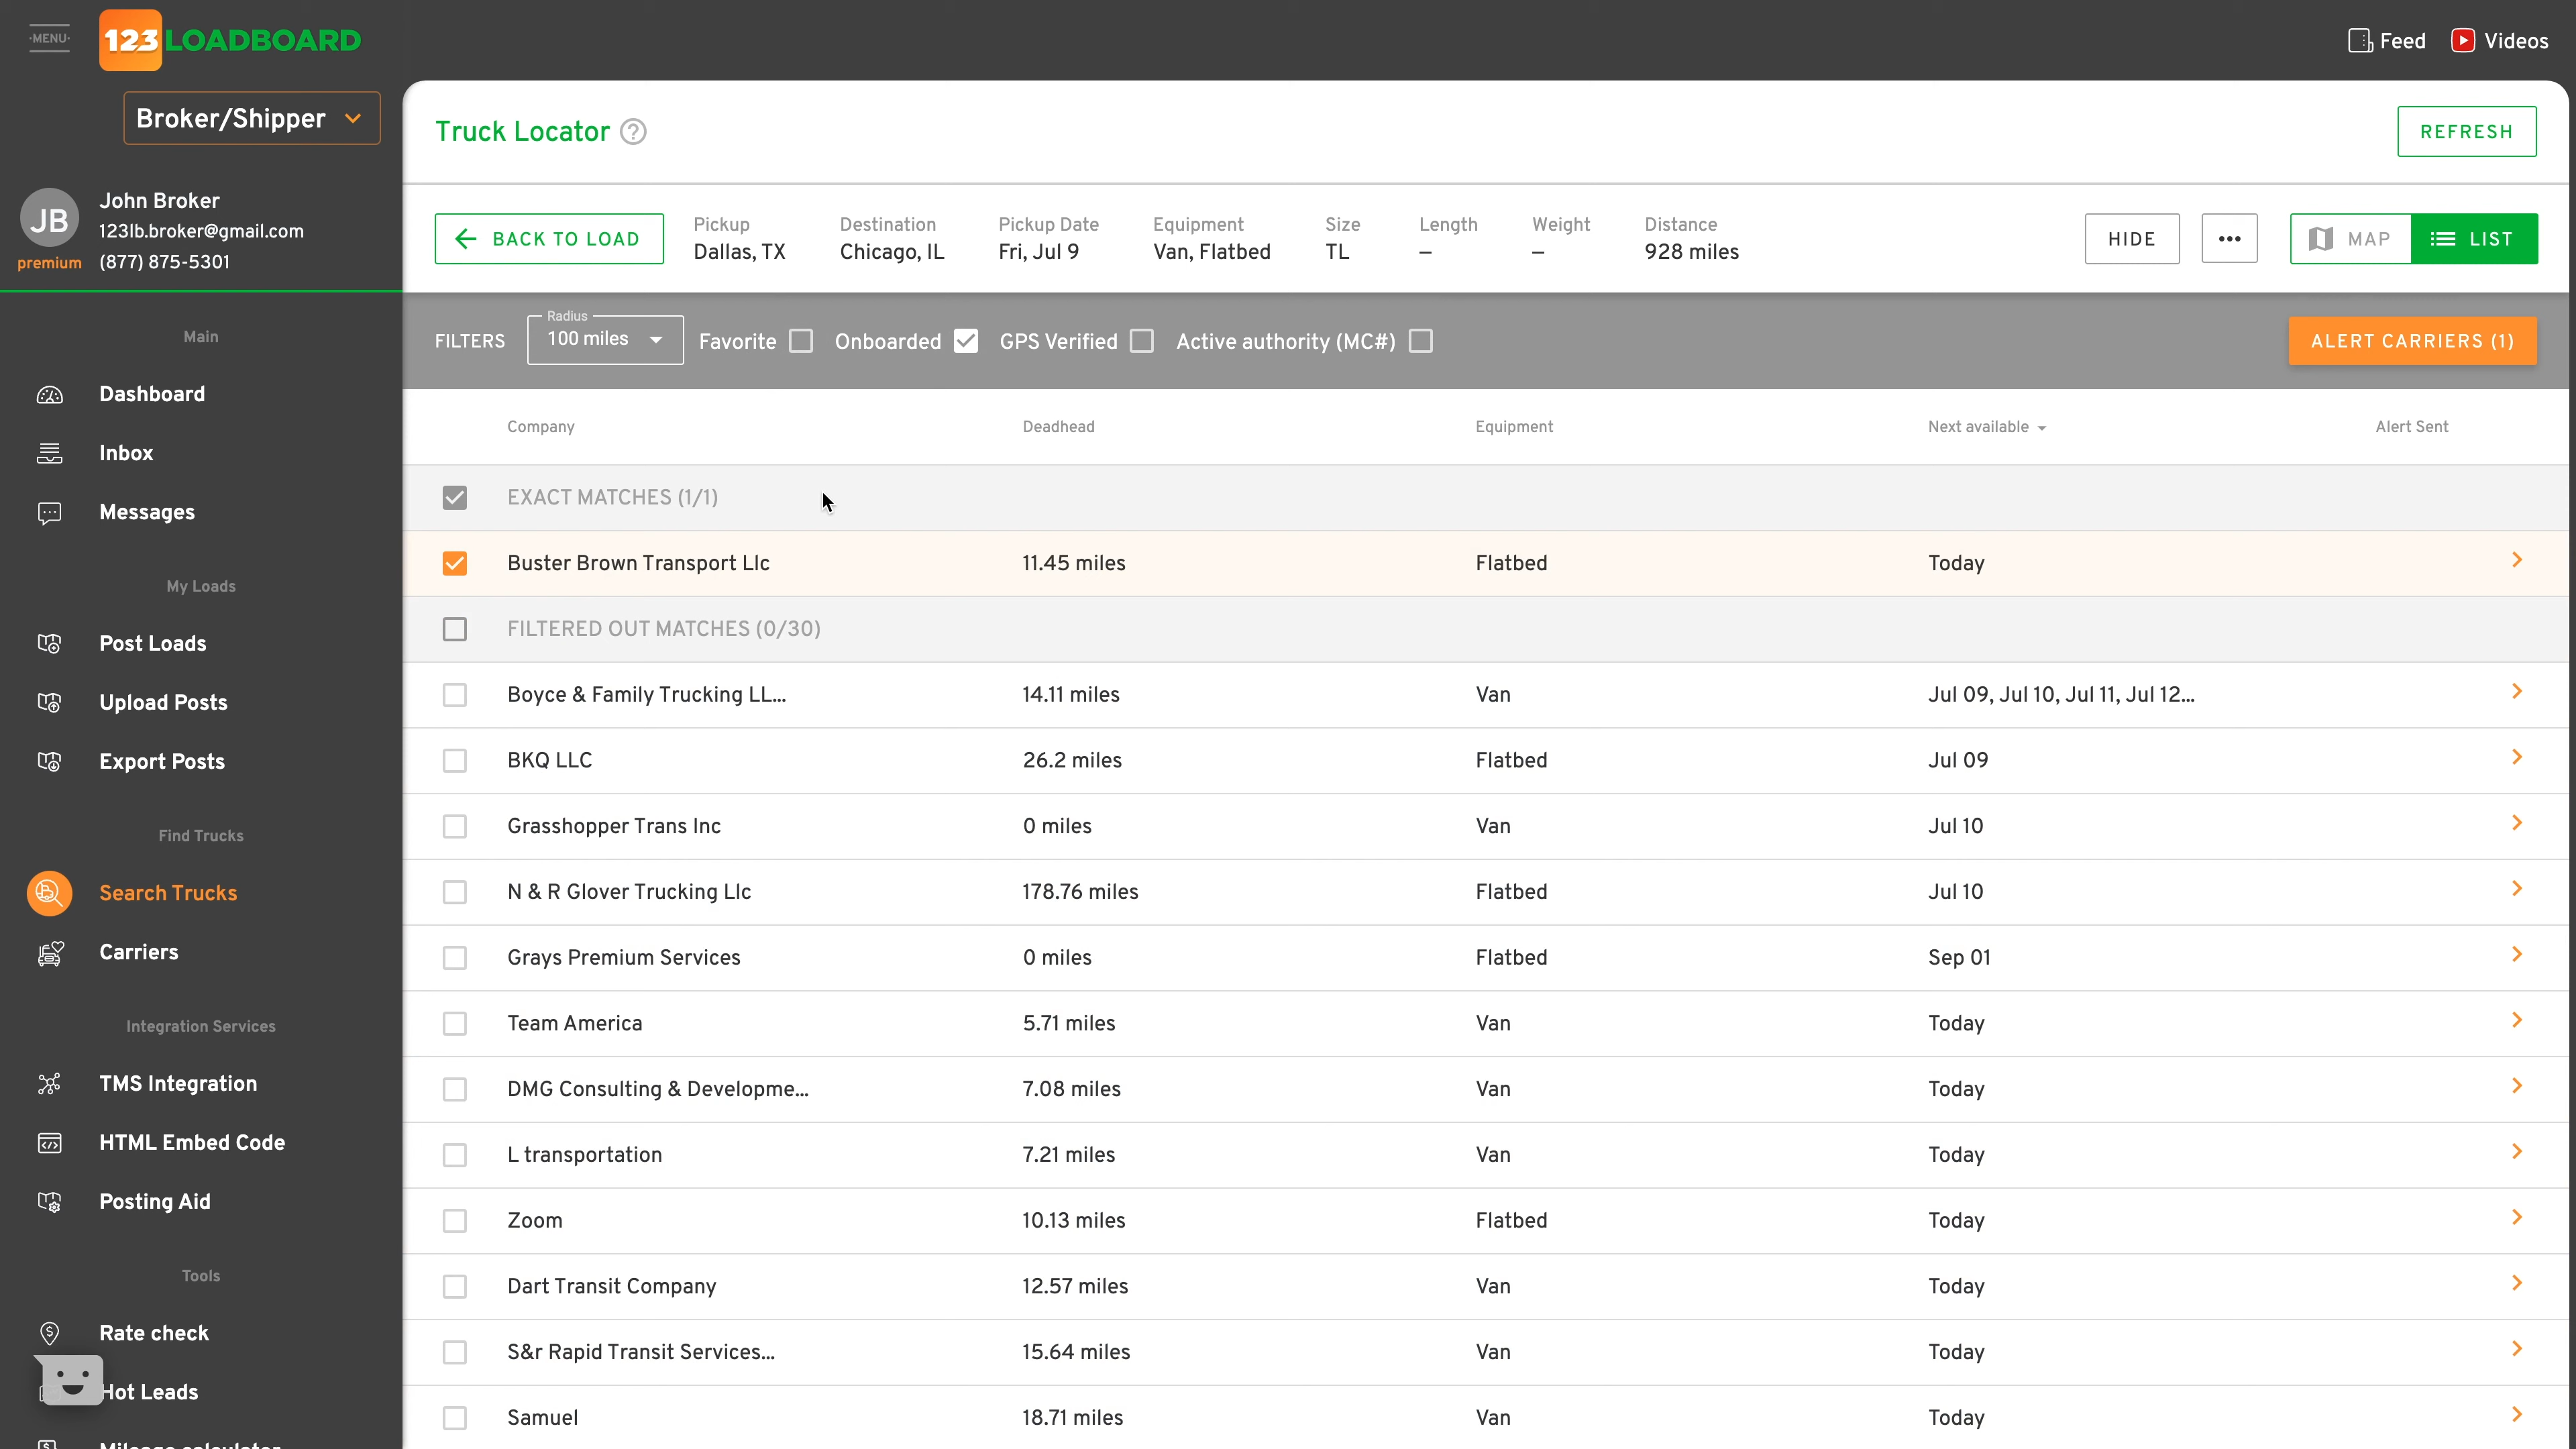 ·MENU·
123LOADBOARD
Feed
Videos
Broker/Shipper
JB
premium
John Broker
123lb.broker@gmail.com
(877) 875-5301
Main
Dashboard
Inbox
Messages
My Loads
Post Loads
Upload Posts
Export Posts
Find Trucks
Search Trucks
Carriers
Integration Services
TMS Integration
HTML Embed Code
Posting Aid
Tools
Rate check
Hot Leads
Mileage calculator
Truck Locator ?
REFRESH
BACK TO LOAD
Pickup
Dallas, TX
Destination
Chicago, IL
Pickup Date
Fri, Jul 9
Equipment
Van, Flatbed
Size
TL
Length
–
Weight
–
Distance
928 miles
HIDE
•••
MAP
LIST
FILTERS
Radius
100 miles
Favorite
Onboarded
GPS Verified
Active authority (MC#)
ALERT CARRIERS (1)
Company Deadhead Equipment Next available Alert Sent
EXACT MATCHES (1/1)
Buster Brown Transport Llc 11.45 miles Flatbed Today
FILTERED OUT MATCHES (0/30)
Boyce & Family Trucking LL... 14.11 miles Van Jul 09, Jul 10, Jul 11, Jul 12...
BKQ LLC 26.2 miles Flatbed Jul 09
Grasshopper Trans Inc 0 miles Van Jul 10
N & R Glover Trucking Llc 178.76 miles Flatbed Jul 10
Grays Premium Services 0 miles Flatbed Sep 01
Team America 5.71 miles Van Today
DMG Consulting & Developme... 7.08 miles Van Today
L transportation 7.21 miles Van Today
Zoom 10.13 miles Flatbed Today
Dart Transit Company 12.57 miles Van Today
S&r Rapid Transit Services... 15.64 miles Van Today
Samuel 18.71 miles Van Today